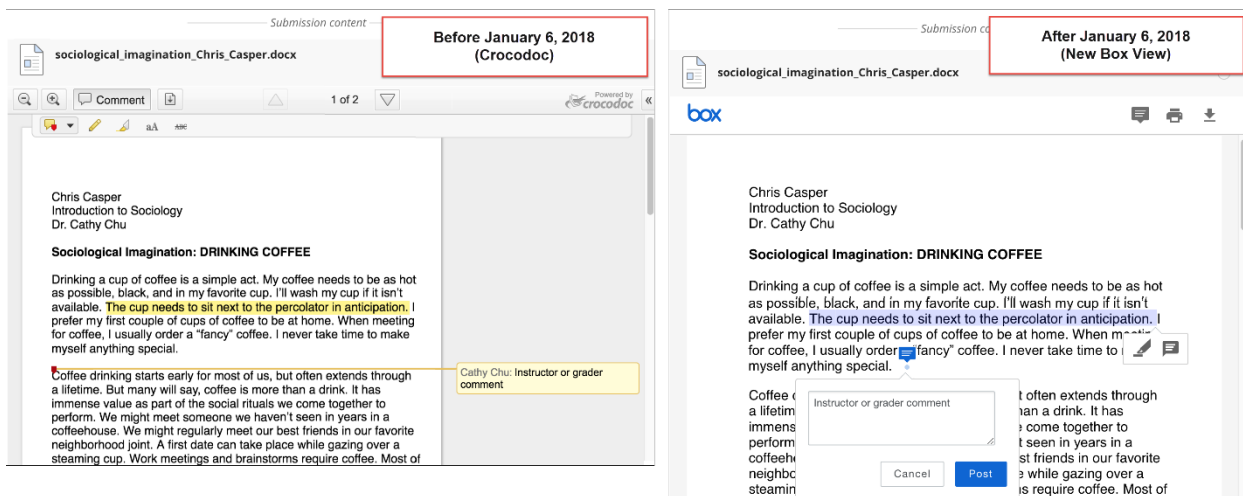 Submission content
Before January 6, 2018
(Crocodoc)
sociological_imagination_Chris_Casper.docx
Comment
1 of 2
Powered by
crocodoc
«
aA
ABC
Chris Casper
Introduction to Sociology
Dr. Cathy Chu
Sociological Imagination: DRINKING COFFEE
Drinking a cup of coffee is a simple act. My coffee needs to be as hot
as possible, black, and in my favorite cup. I'll wash my cup if it isn't
available. The cup needs to sit next to the percolator in anticipation. I
prefer my first couple of cups of coffee to be at home. When meeting
for coffee, I usually order a "fancy" coffee. I never take time to make
myself anything special.
Coffee drinking starts early for most of us, but often extends through
a lifetime. But many will say, coffee is more than a drink. It has
immense value as part of the social rituals we come together to
perform. We might meet someone we haven't seen in years in a
coffeehouse. We might regularly meet our best friends in our favorite
neighborhood joint. A first date can take place while gazing over a
steaming cup. Work meetings and brainstorms require coffee. Most of
Cathy Chu: Instructor or grader
comment
Submission co
After January 6, 2018
(New Box View)
sociological_imagination_Chris_Casper.docx
box
Chris Casper
Introduction to Sociology
Dr. Cathy Chu
Sociological Imagination: DRINKING COFFEE
Drinking a cup of coffee is a simple act. My coffee needs to be as hot
as possible, black, and in my favorite cup. I'll wash my cup if it isn't
available. The cup needs to sit next to the percolator in anticipation. I
prefer my first couple of cups of coffee to be at home. When
for coffee, I usually order "fancy" coffee. I never take time to
myself anything special.
Coffee often extends through
a lifetim an a drink. It has
immens come together to
perform t seen in years in a
coffeeh st friends in our favorite
neighbo while gazing over a
steamin s require coffee. Most of
Instructor or grader comment
Cancel
Post